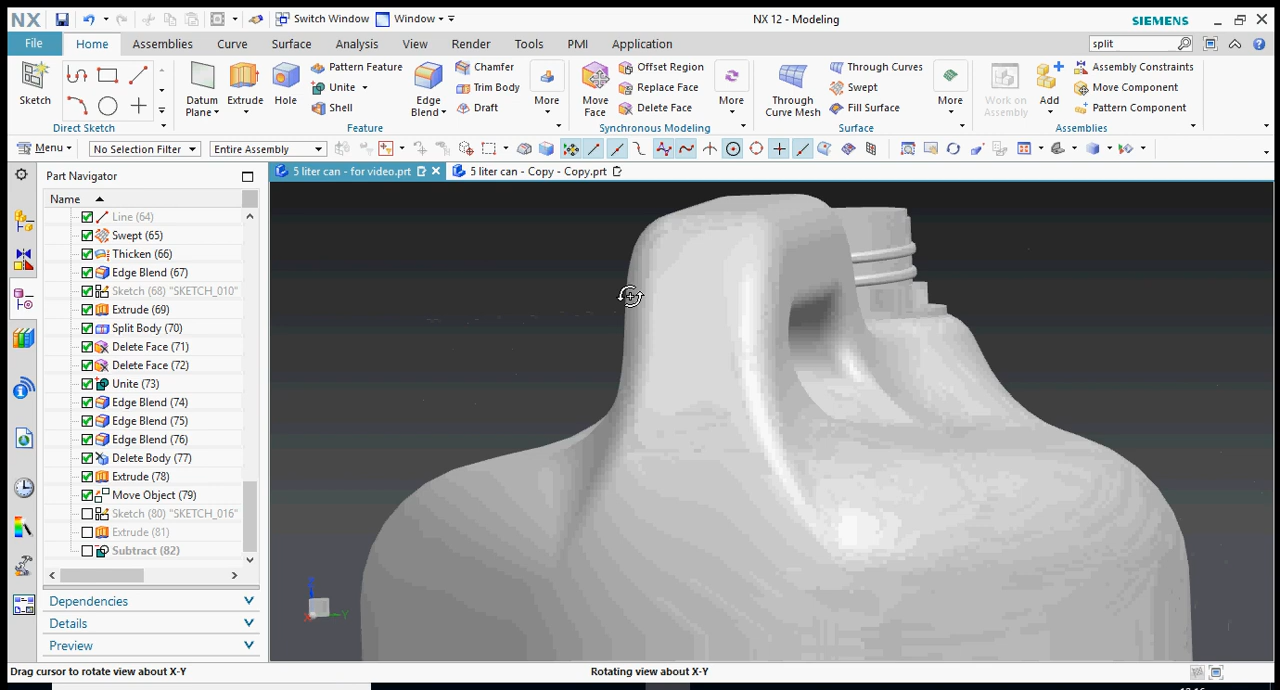 NX
Switch Window
Window
NX 12 - Modeling
SIEMENS
File
Home
Assemblies
Curve
Surface
Analysis
View
Render
Tools
PMI
Application
split
Sketch
Direct Sketch
Datum Plane
Extrude
Hole
Pattern Feature
Unite
Shell
Edge Blend
Chamfer
Trim Body
Draft
More
Feature
Move Face
Offset Region
Replace Face
Delete Face
More
Synchronous Modeling
Through Curve Mesh
Through Curves
Swept
Fill Surface
More
Surface
Work on Assembly
Add
Assembly Constraints
Move Component
Pattern Component
Assemblies
Menu
No Selection Filter
Entire Assembly
Part Navigator
5 liter can - for video.prt
5 liter can - Copy - Copy.prt
Name
Line (64)
Swept (65)
Thicken (66)
Edge Blend (67)
Sketch (68) "SKETCH_010"
Extrude (69)
Split Body (70)
Delete Face (71)
Delete Face (72)
Unite (73)
Edge Blend (74)
Edge Blend (75)
Edge Blend (76)
Delete Body (77)
Extrude (78)
Move Object (79)
Sketch (80) "SKETCH_016"
Extrude (81)
Subtract (82)
Dependencies
Details
Preview
Drag cursor to rotate view about X-Y
Rotating view about X-Y